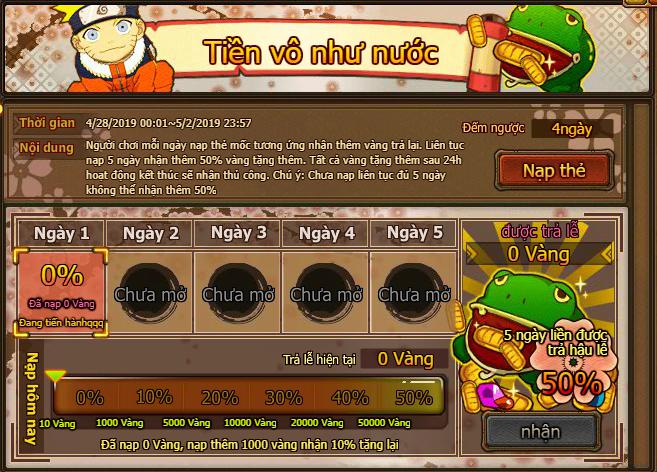 Tiền vô như nước
Thời gian 4/28/2019 00:01~5/2/2019 23:57
Đếm ngược 4ngày
Nội dung Người chơi mỗi ngày nạp thẻ mốc tương ứng nhận thêm vàng trả lại. Liên tục
nạp 5 ngày nhận thêm 50% vàng tặng thêm. Tất cả vàng tặng thêm sau 24h
hoạt động kết thúc sẽ nhận thủ công. Chú ý: Chưa nạp liên tục đủ 5 ngày
không thể nhận thêm 50%
Nạp thẻ
Ngày 1 Ngày 2 Ngày 3 Ngày 4 Ngày 5
0%
Đã nạp 0 Vàng
Đang tiến hànhqqq
Chưa mở Chưa mở Chưa mở Chưa mở
được trả lễ
0 Vàng
5 ngày liền được
trả hậu lễ
50%
nhận
Trả lễ hiện tại 0 Vàng
Nạp hôm nay
0% 10% 20% 30% 40% 50%
10 Vàng 1000 Vàng 5000 Vàng 10000 Vàng 20000 Vàng 50000 Vàng
Đã nạp 0 Vàng, nạp thêm 1000 vàng nhận 10% tặng lại